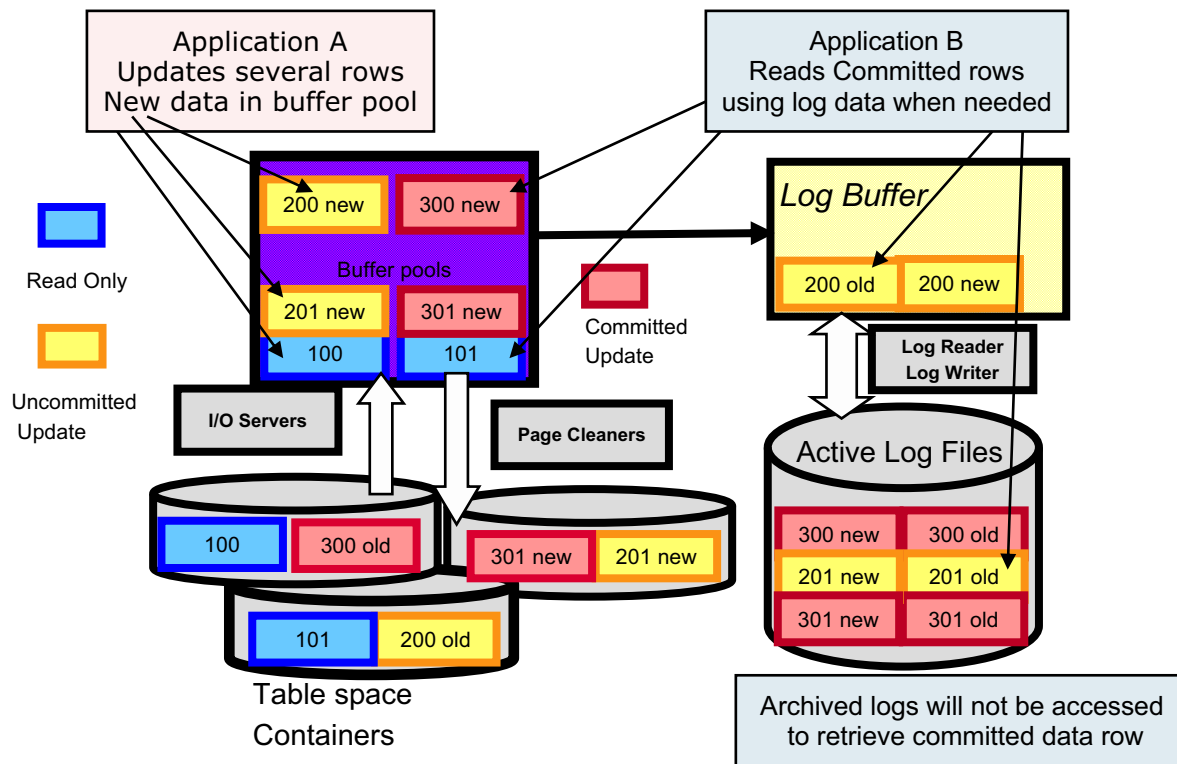 Application A
Updates several rows
New data in buffer pool
Application B
Reads Committed rows
using log data when needed
200 new
300 new
Buffer pools
201 new
301 new
100
101
Log Buffer
200 old
200 new
Read Only
Uncommitted
Update
Committed
Update
I/O Servers
Page Cleaners
Log Reader
Log Writer
Active Log Files
300 new
300 old
201 new
201 old
301 new
301 old
100
300 old
301 new
201 new
101
200 old
Table space
Containers
Archived logs will not be accessed
to retrieve committed data row